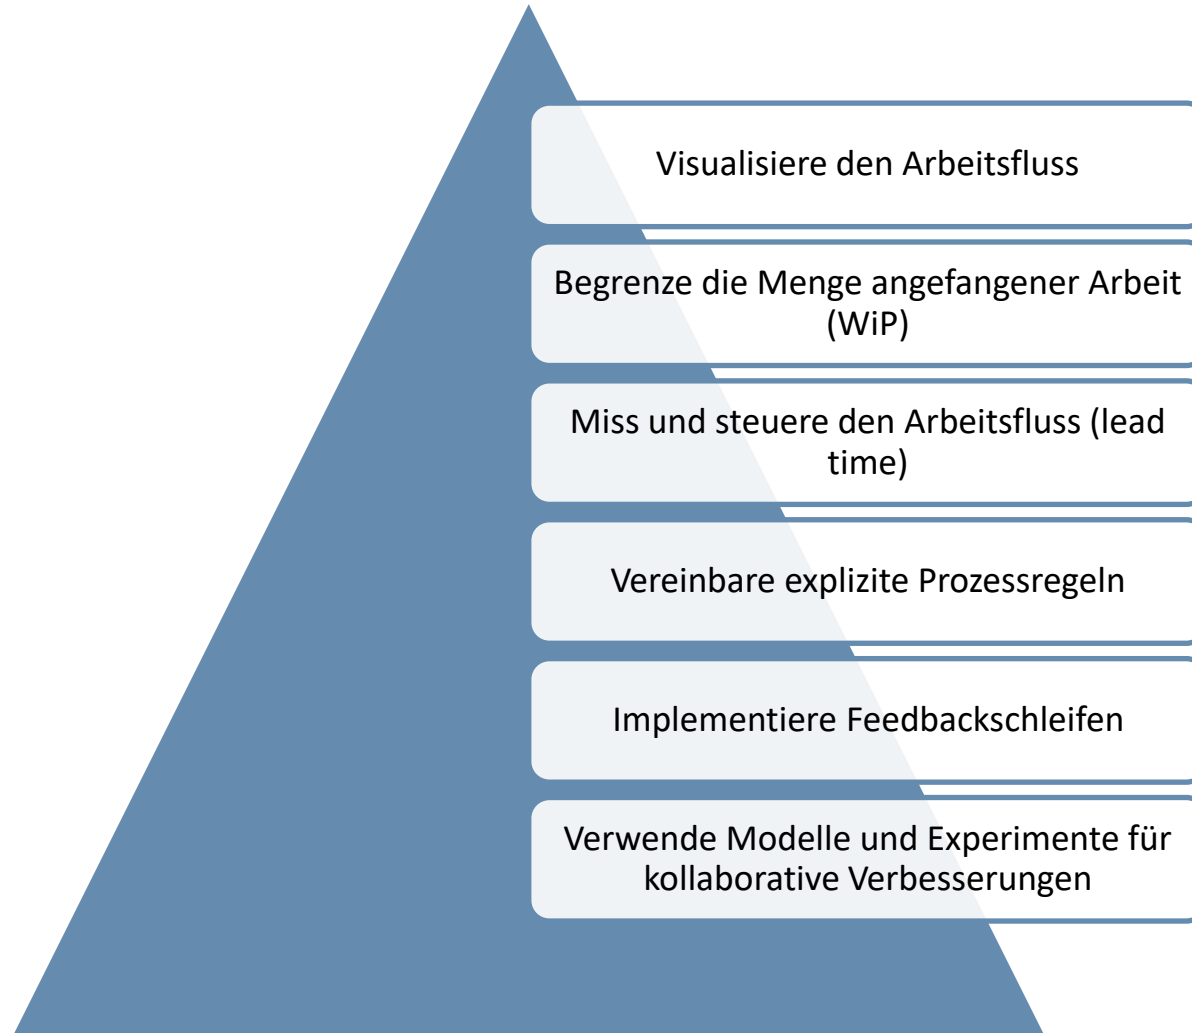 Visualisiere den Arbeitsfluss
Begrenze die Menge angefangener Arbeit
(WiP)
Miss und steuere den Arbeitsfluss (lead
time)
Vereinbare explizite Prozessregeln
Implementiere Feedbackschleifen
Verwende Modelle und Experimente für
kollaborative Verbesserungen